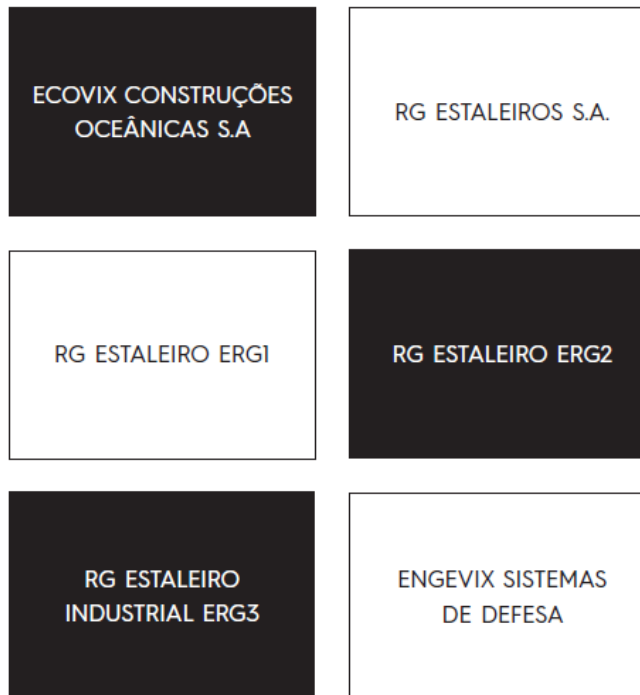 ECOVIX CONSTRUÇÕES
OCEÂNICAS S.A
RG ESTALEIROS S.A.
RG ESTALEIRO ERG1
RG ESTALEIRO ERG2
RG ESTALEIRO
INDUSTRIAL ERG3
ENGEVIX SISTEMAS
DE DEFESA